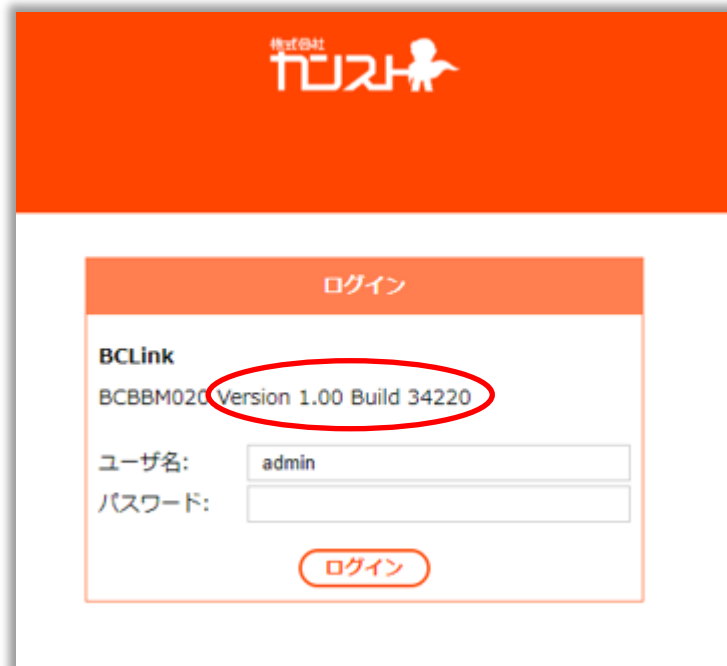 株式会社
カンスト
ログイン
BCLink
BCBBM020 Version 1.00 Build 34220
ユーザ名: admin
パスワード:
ログイン